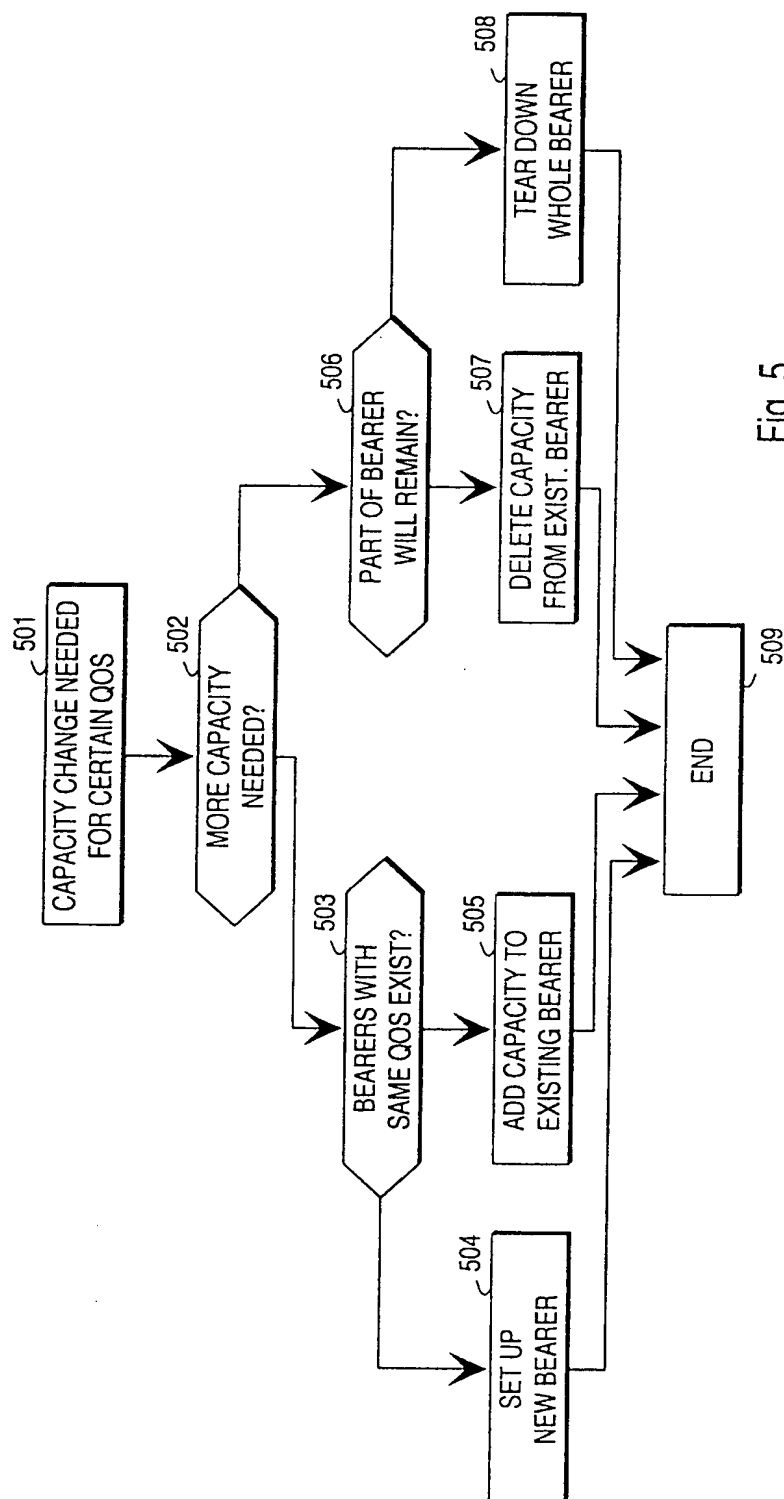 501
CAPACITY CHANGE NEEDED
FOR CERTAIN QOS
502
MORE CAPACITY
NEEDED?
503
BEARERS WITH
SAME QOS EXIST?
506
PART OF BEARER
WILL REMAIN?
504
SET UP
NEW BEARER
505
ADD CAPACITY TO
EXISTING BEARER
507
DELETE CAPACITY
FROM EXIST. BEARER
508
TEAR DOWN
WHOLE BEARER
END
509
Fig. 5